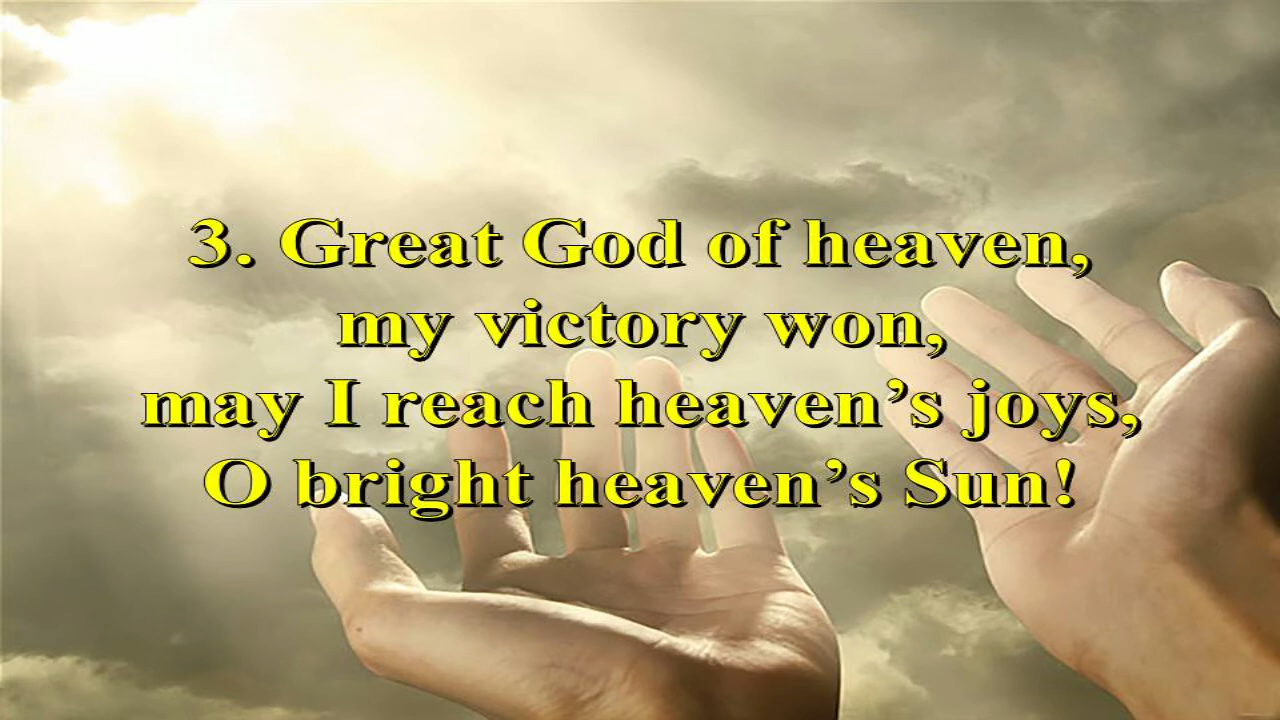 3. Great God of heaven,
my victory won,
may I reach heaven’s joys,
O bright heaven’s Sun!